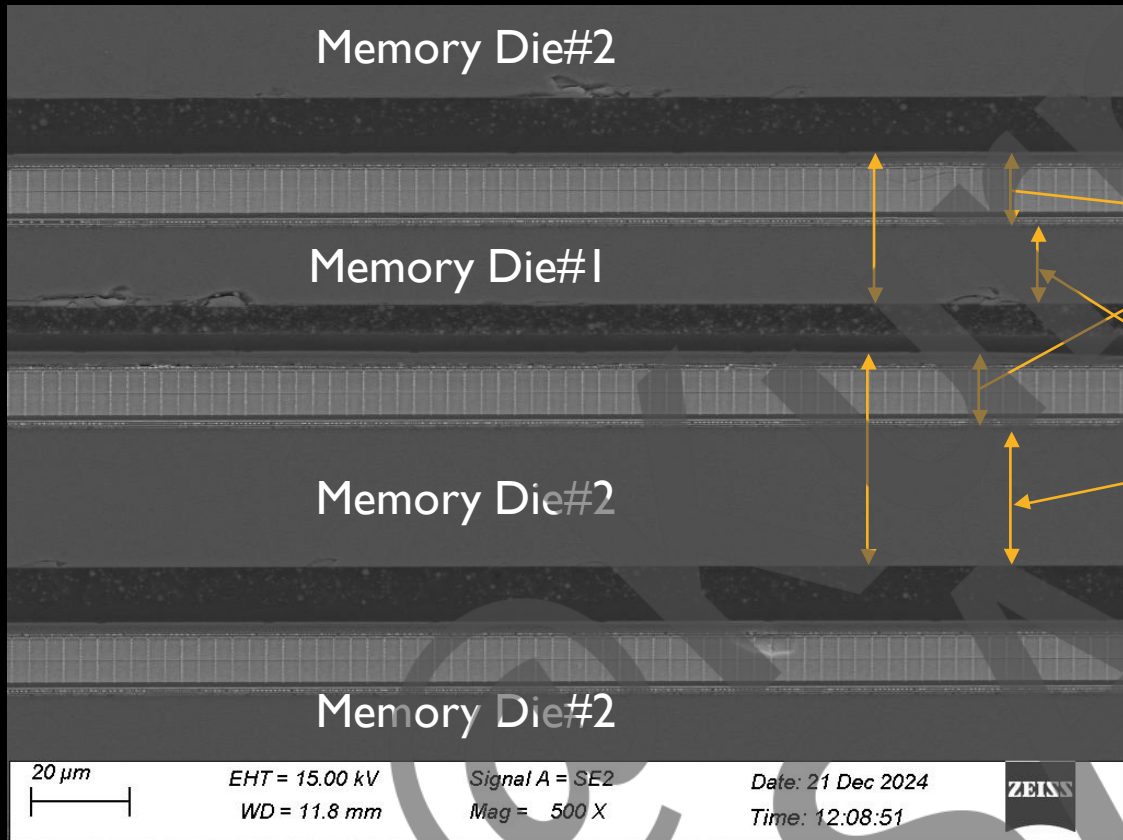 Memory Die#2
Memory Die#1
Memory Die#2
Memory Die#2
20 µm
EHT = 15.00 kV
Signal A = SE2
Date: 21 Dec 2024
ZEISS
WD = 11.8 mm
Mag = 500 X
Time: 12:08:51